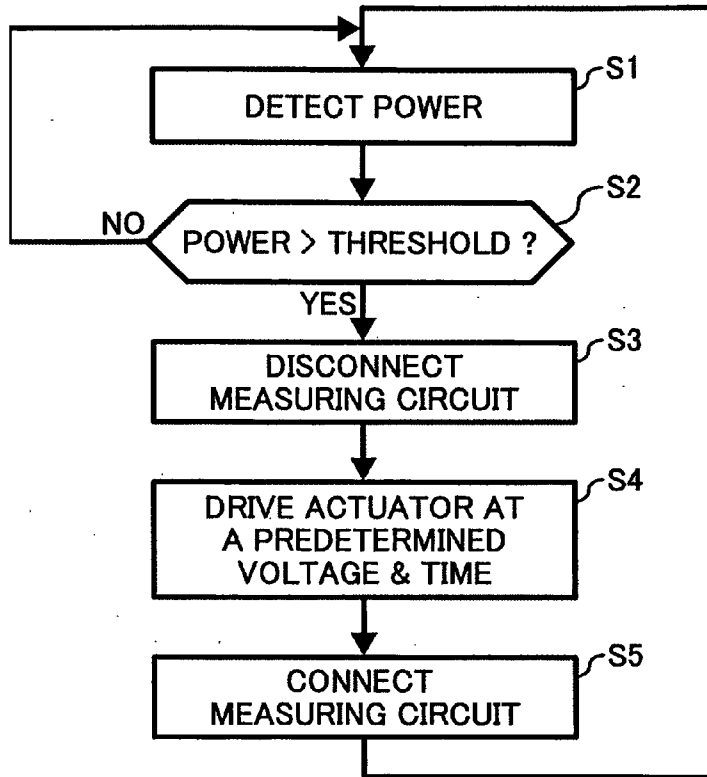 S1
DETECT POWER
S2
NO
POWER > THRESHOLD ?
YES
S3
DISCONNECT
MEASURING CIRCUIT
S4
DRIVE ACTUATOR AT
A PREDETERMINED
VOLTAGE & TIME
S5
CONNECT
MEASURING CIRCUIT